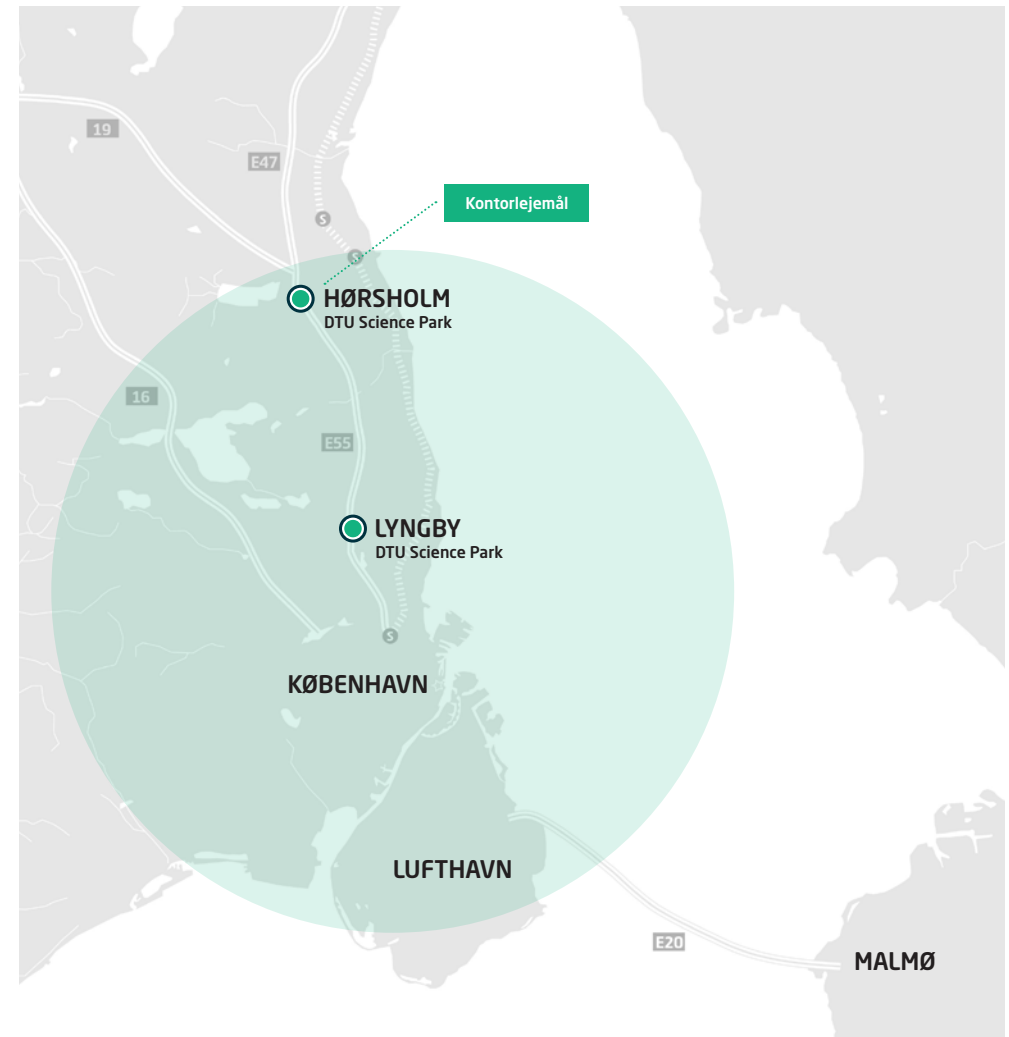 19
E47
Kontorlejemål
S
S
HØRSHOLM
DTU Science Park
16
E55
LYNGBY
DTU Science Park
S
KØBENHAVN
LUFTHAVN
E20
MALMØ